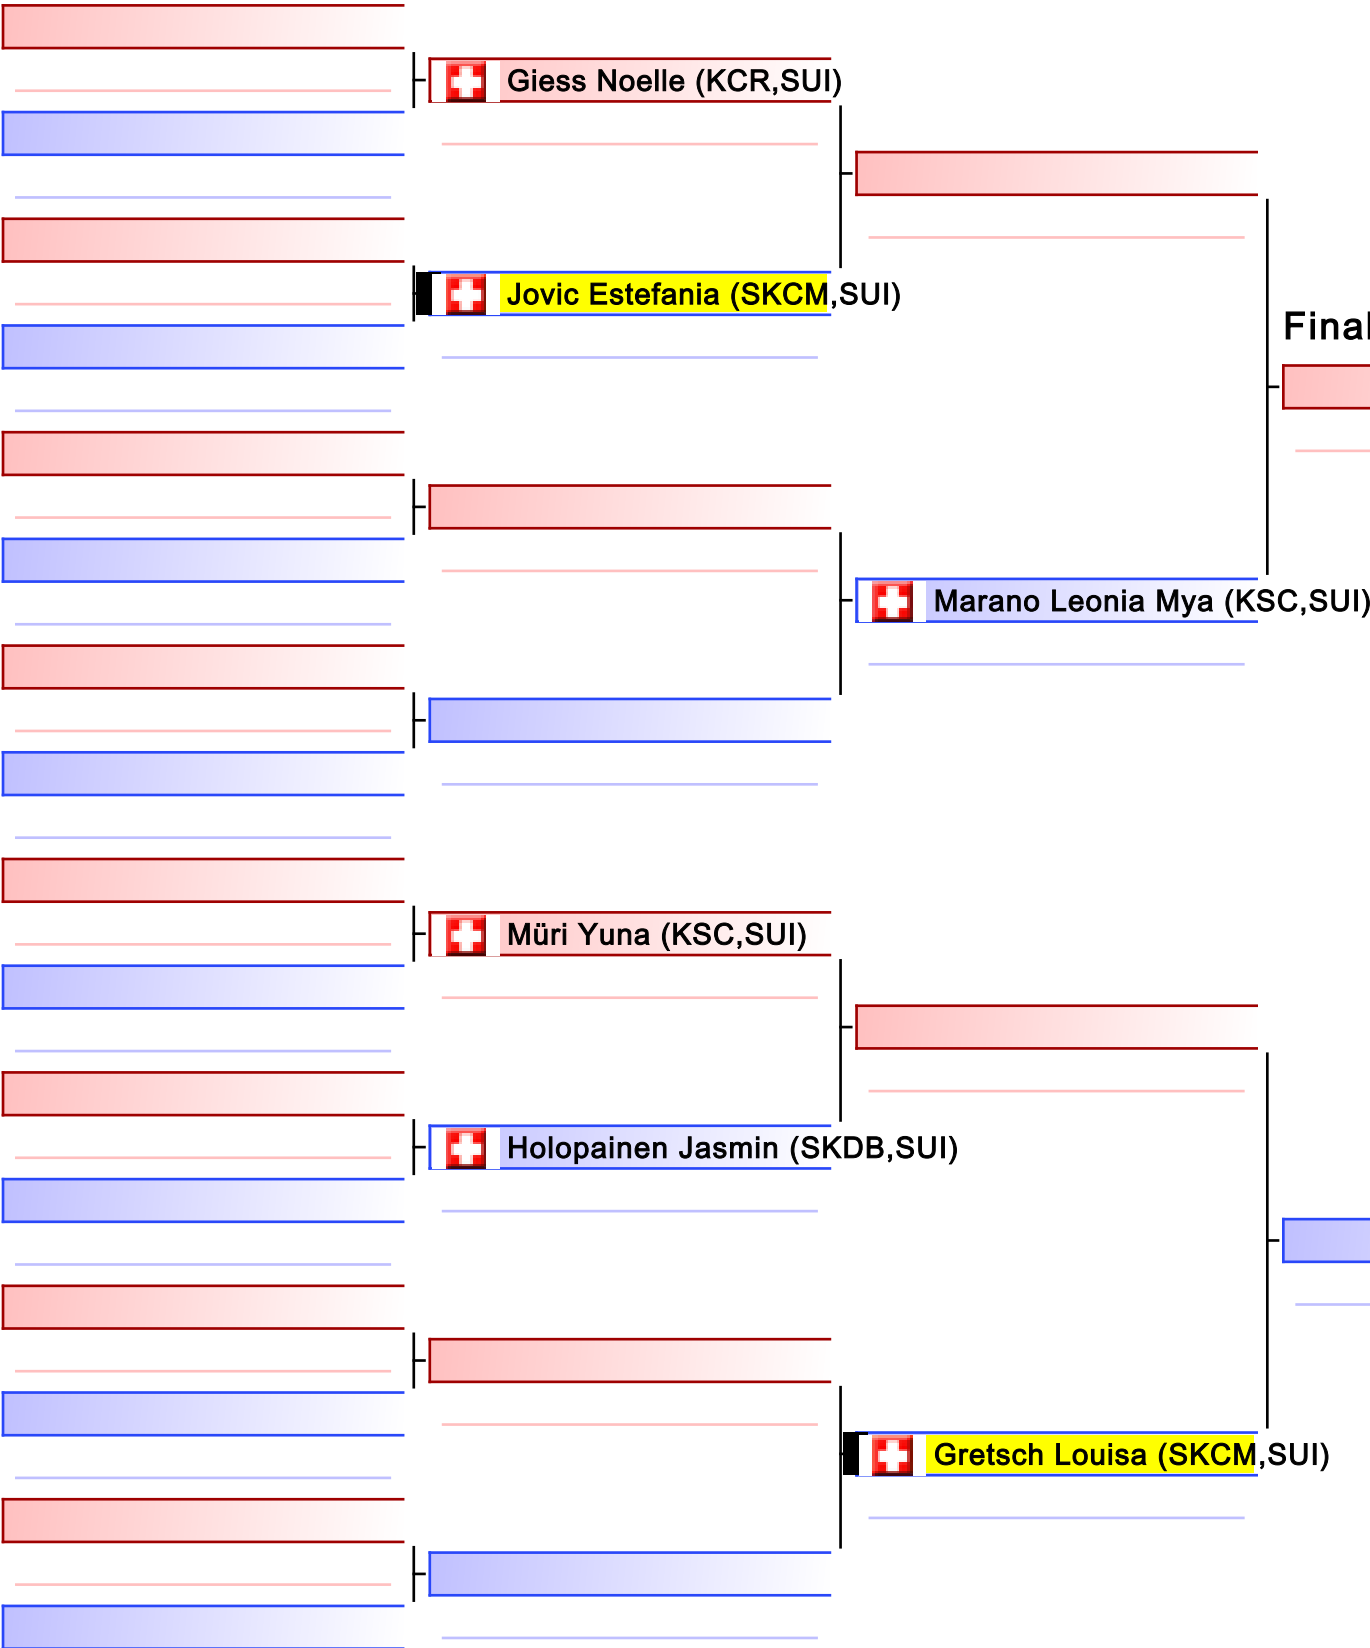 Giess Noelle (KCR,SUI)
Jovic Estefania (SKCM,SUI)
Final
Marano Leonia Mya (KSC,SUI)
Müri Yuna (KSC,SUI)
Holopainen Jasmin (SKDB,SUI)
Gretsch Louisa (SKCM,SUI)